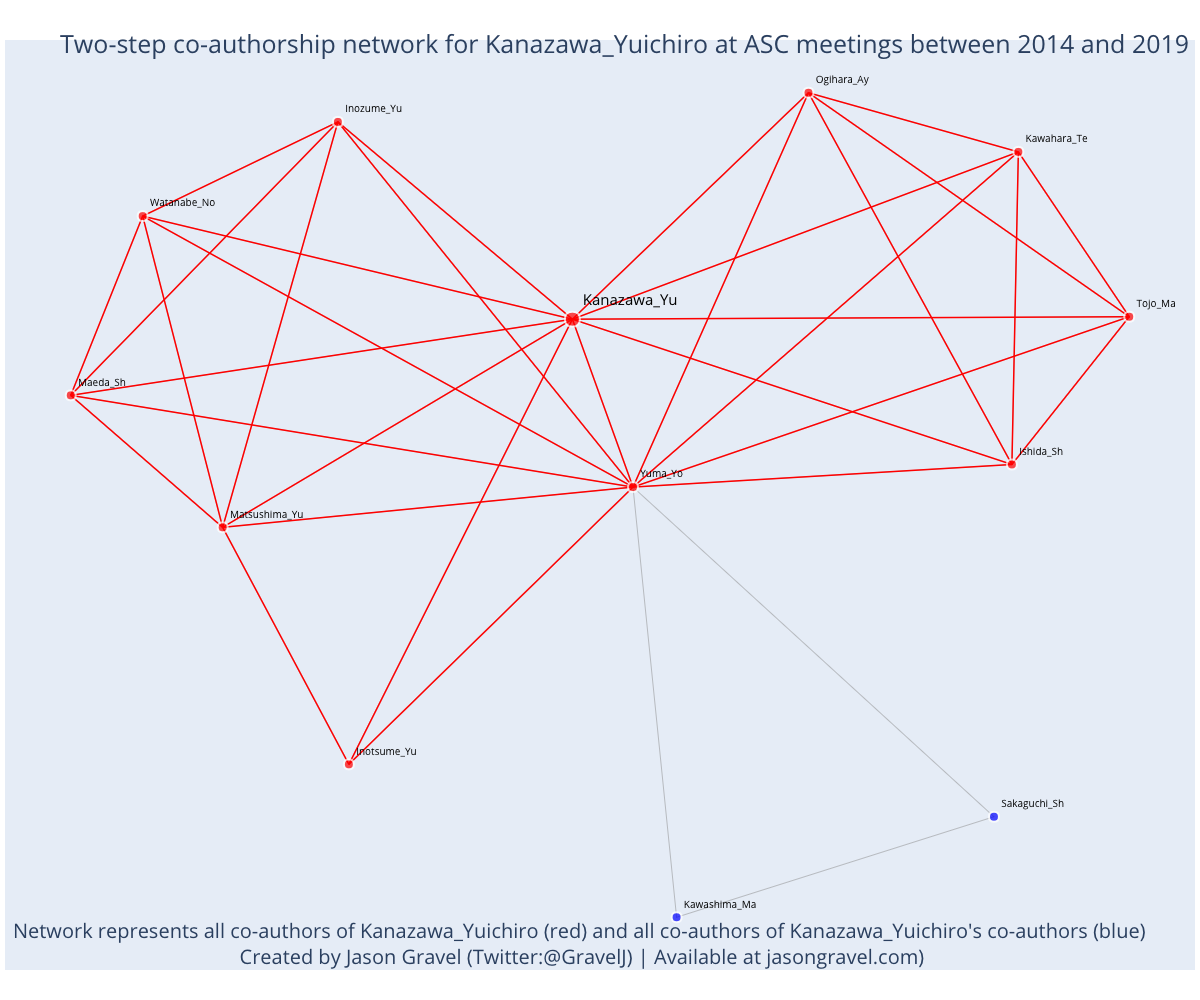 Two-step co-authorship network for Kanazawa_Yuichiro at ASC meetings between 2014 and 2019
Ogihara_Ay
Inozume_Yu
Kawahara_Te
Watanabe_No
Kanazawa_Yu
Tojo_Ma
Maeda_Sh
Ishida_Sh
Yuma_Yo
Matsushima_Yu
Inotsume_Yu
Sakaguchi_Sh
Kawashima_Ma
Network represents all co-authors of Kanazawa_Yuichiro (red) and all co-authors of Kanazawa_Yuichiro's co-authors (blue)
Created by Jason Gravel (Twitter:@GravelJ) | Available at jasongravel.com)